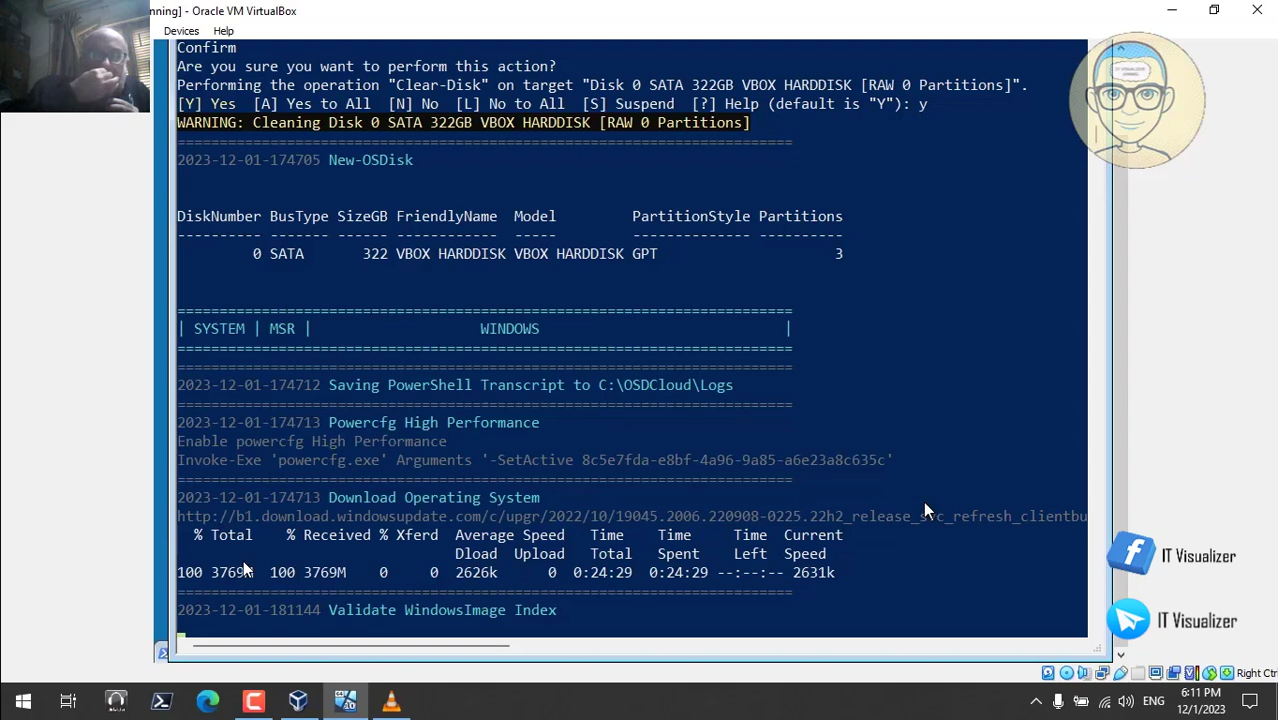 nning] - Oracle VM VirtualBox
Devices Help
Confirm
Are you sure you want to perform this action?
Performing the operation "Clear-Disk" on target "Disk 0 SATA 322GB VBOX HARDDISK [RAW 0 Partitions]".
[Y] Yes [A] Yes to All [N] No [L] No to All [S] Suspend [?] Help (default is "Y"): y
WARNING: Cleaning Disk 0 SATA 322GB VBOX HARDDISK [RAW 0 Partitions]
=========================================================================
2023-12-01-174705 New-OSDisk
DiskNumber BusType SizeGB FriendlyName Model PartitionStyle Partitions
---------- ------- ------ ------------ ----- -------------- ----------
0 SATA 322 VBOX HARDDISK VBOX HARDDISK GPT 3
=========================================================================
| SYSTEM | MSR | WINDOWS |
=========================================================================
=========================================================================
2023-12-01-174712 Saving PowerShell Transcript to C:\OSDCloud\Logs
=========================================================================
2023-12-01-174713 Powercfg High Performance
Enable powercfg High Performance
Invoke-Exe 'powercfg.exe' Arguments '-SetActive 8c5e7fda-e8bf-4a96-9a85-a6e23a8c635c'
=========================================================================
2023-12-01-174713 Download Operating System
http://b1.download.windowsupdate.com/c/upgr/2022/10/19045.2006.220908-0225.22h2_release_svc_refresh_clientbu
% Total % Received % Xferd Average Speed Time Time Time Current
Dload Upload Total Spent Left Speed
100 3769M 100 3769M 0 0 2626k 0 0:24:29 0:24:29 --:--:-- 2631k
=========================================================================
2023-12-01-181144 Validate WindowsImage Index
IT Visualizer
IT Visualizer
Right Ctr
ENG
6:11 PM
12/1/2023